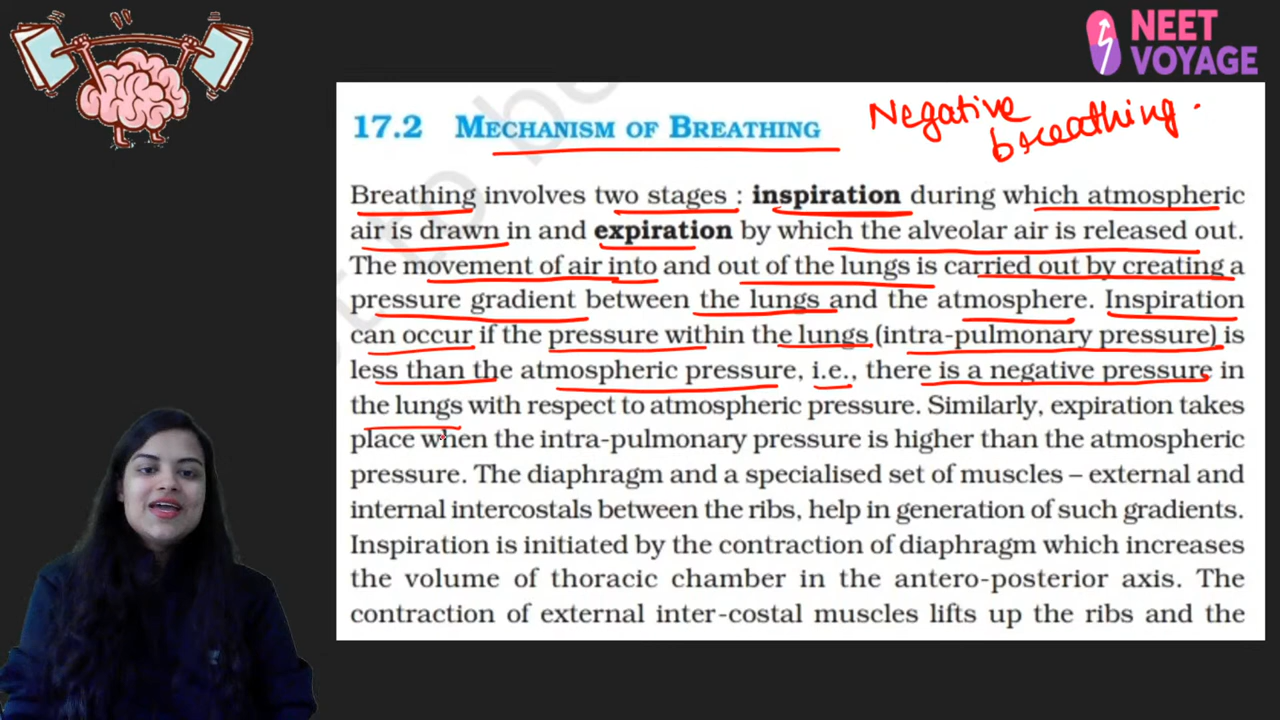 NEET
VOYAGE
Negative
breathing.
17.2 MECHANISM OF BREATHING
Breathing involves two stages : inspiration during which atmospheric
air is drawn in and expiration by which the alveolar air is released out.
The movement of air into and out of the lungs is carried out by creating a
pressure gradient between the lungs and the atmosphere. Inspiration
can occur if the pressure within the lungs (intra-pulmonary pressure) is
less than the atmospheric pressure, i.e., there is a negative pressure in
the lungs with respect to atmospheric pressure. Similarly, expiration takes
place when the intra-pulmonary pressure is higher than the atmospheric
pressure. The diaphragm and a specialised set of muscles – external and
internal intercostals between the ribs, help in generation of such gradients.
Inspiration is initiated by the contraction of diaphragm which increases
the volume of thoracic chamber in the antero-posterior axis. The
contraction of external inter-costal muscles lifts up the ribs and the